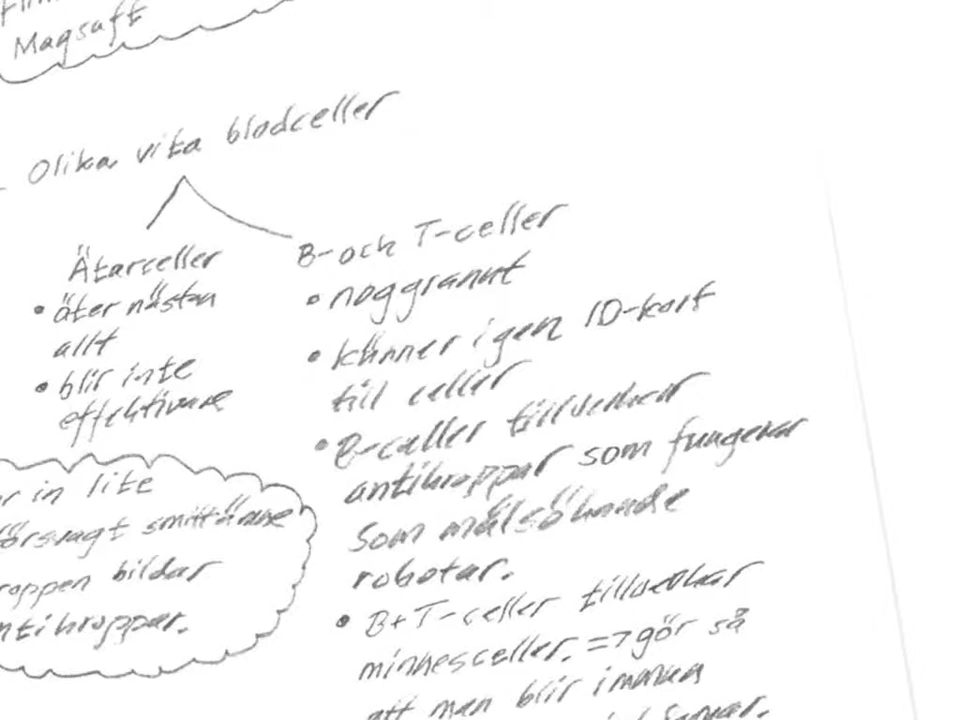 Magsaft
Olika vita blodceller
Ätarceller
• äter nästan
allt
• blir inte
effektivare
B-och T-celler
• noggrannt
• känner igen ID-kort
till celler
• B-celler tillverkar
antikroppar som fungerar
som målsökande
robotar.
• B+T-celler tillverkar
minnesceller. => gör så
att man blir immun
in lite
försvagt smittämne
roppen bildar
ntikroppar.